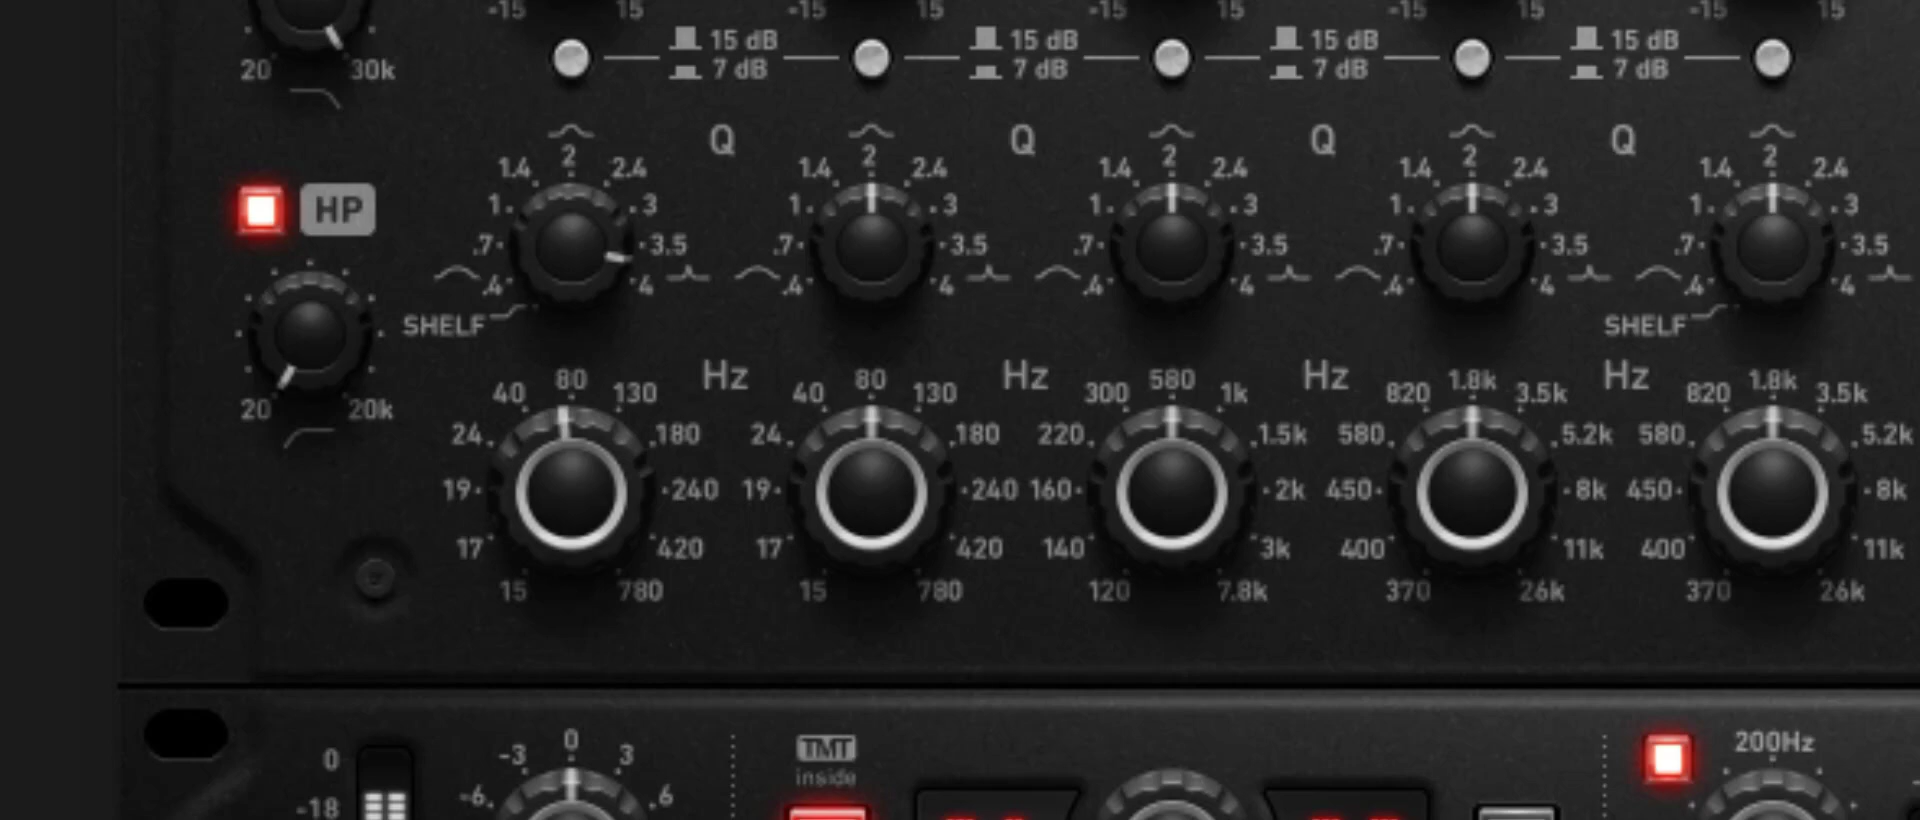 -15 15 -15 15 -15 15 -15 15 -15 15
15 dB 15 dB 15 dB 15 dB
7 dB 7 dB 7 dB 7 dB
20 30k
Q Q Q Q
1.4 2 2.4 1.4 2 2.4 1.4 2 2.4 1.4 2 2.4 1.4 2 2.4
HP
1 3 1 3 1 3 1 3 1 3
.7 3.5 .7 3.5 .7 3.5 .7 3.5 .7 3.5
.4 4 .4 4 .4 4 .4 4 .4 4
SHELF SHELF
Hz Hz Hz Hz
20 20k
40 80 130 40 80 130 300 580 1k 820 1.8k 3.5k 820 1.8k 3.5k
24 180 24 180 220 1.5k 580 5.2k 580 5.2k
19 240 19 240 160 2k 450 8k 450 8k
17 420 17 420 140 3k 400 11k 400 11k
15 780 15 780 120 7.8k 370 26k 370 26k
0 -3 0 3 TMT 200Hz
inside
-18 -6 6